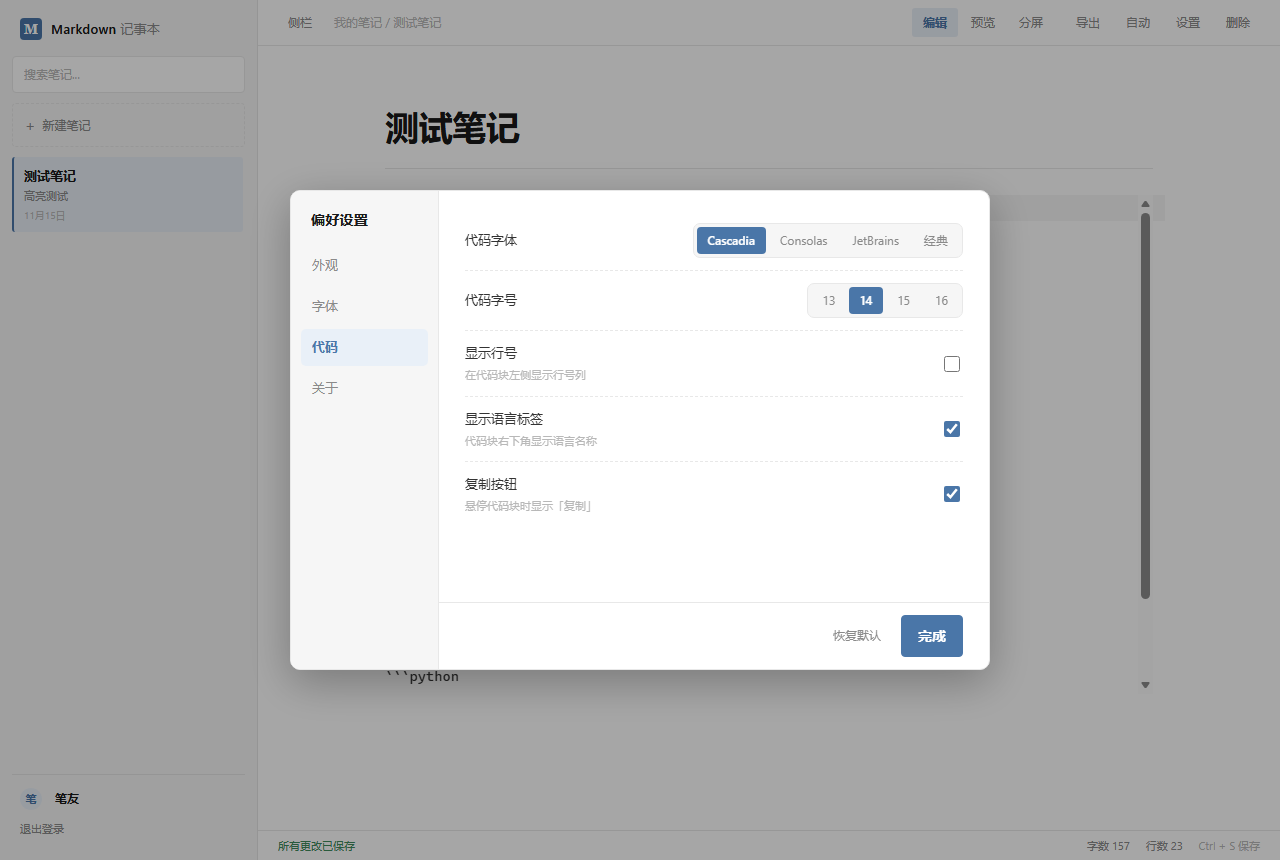 M Markdown 记事本
搜索笔记...
+ 新建笔记
测试笔记
高亮测试
11月15日
笔 笔友
退出登录
侧栏 我的笔记 / 测试笔记 编辑 预览 分屏 导出 自动 设置 删除
测试笔记
偏好设置
外观
字体
代码
关于
代码字体 Cascadia Consolas JetBrains 经典
代码字号 13 14 15 16
显示行号
在代码块左侧显示行号列
显示语言标签
代码块右下角显示语言名称
复制按钮
悬停代码块时显示「复制」
恢复默认 完成
```python
所有更改已保存 字数 157 行数 23 Ctrl + S 保存